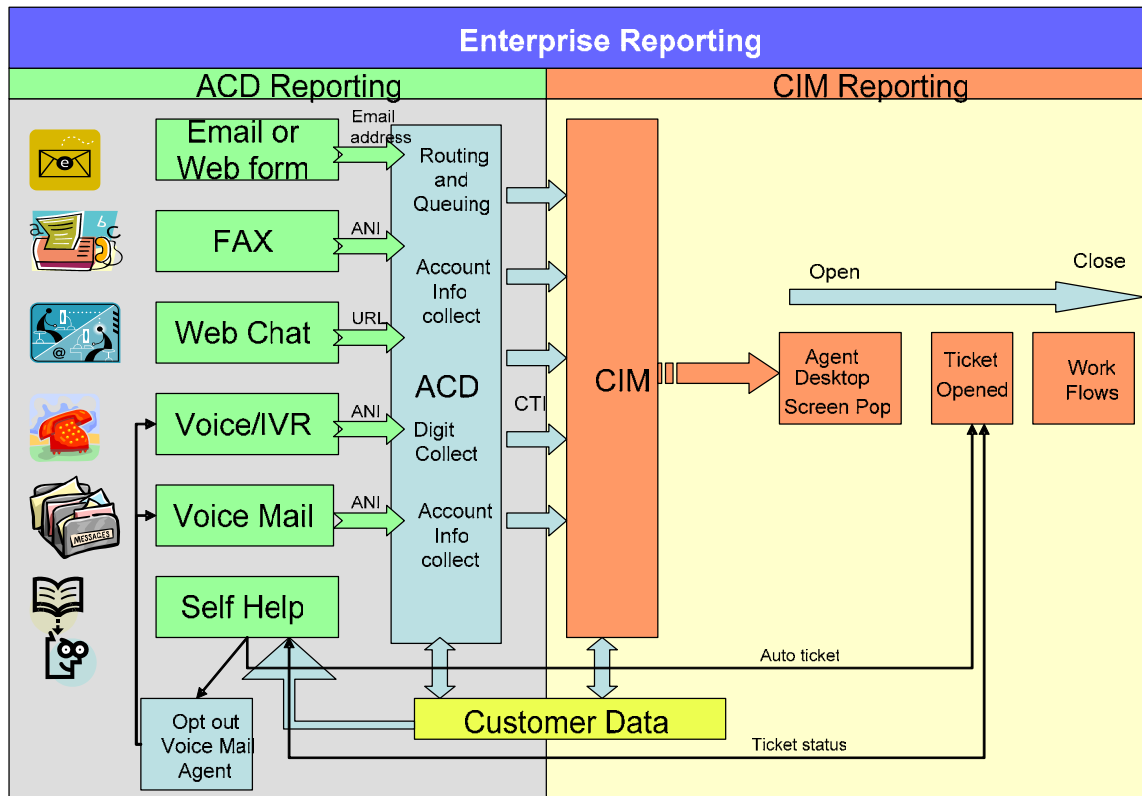 Enterprise Reporting
ACD Reporting
CIM Reporting
Email or
Web form
Email
address
FAX
ANI
Web Chat
URL
Voice/IVR
ANI
Voice Mail
ANI
Self Help
Routing
and
Queuing
Account
Info
collect
ACD
Digit
Collect
Account
Info
collect
CTI
CIM
Open
Close
Agent
Desktop
Screen Pop
Ticket
Opened
Work
Flows
e
a
6
c
@
MESSAGES
Auto ticket
Customer Data
Opt out
Voice Mail
Agent
Ticket status